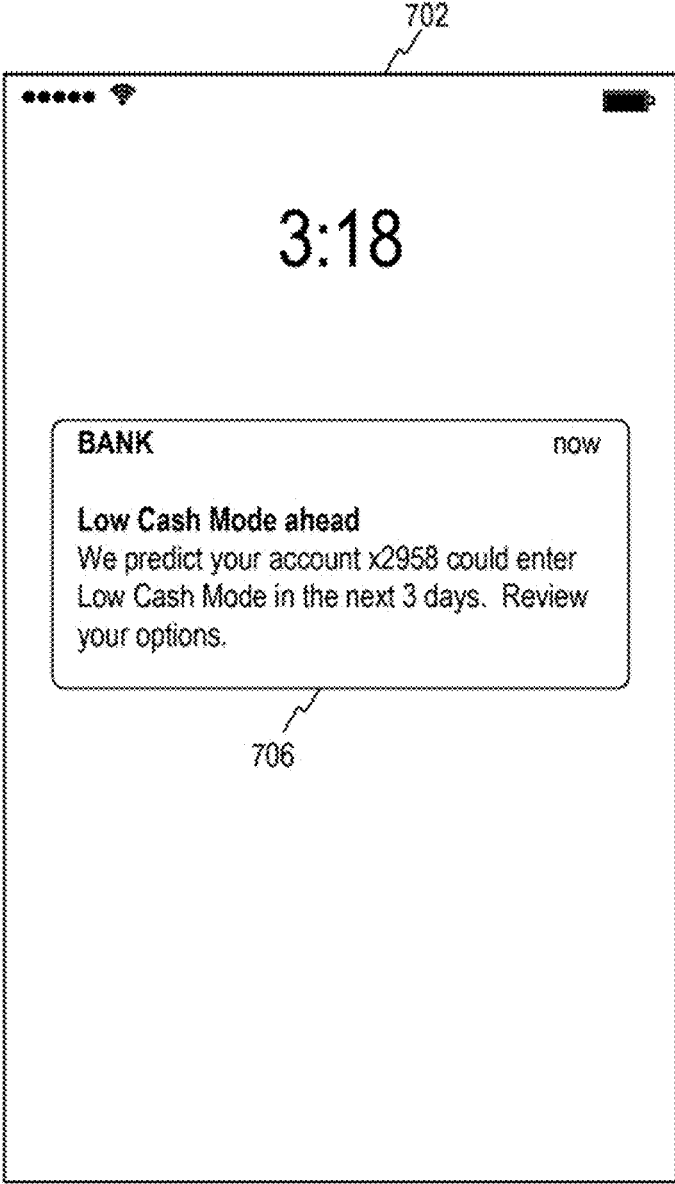 702
3:18
BANK now
Low Cash Mode ahead
We predict your account x2958 could enter
Low Cash Mode in the next 3 days. Review
your options.
706